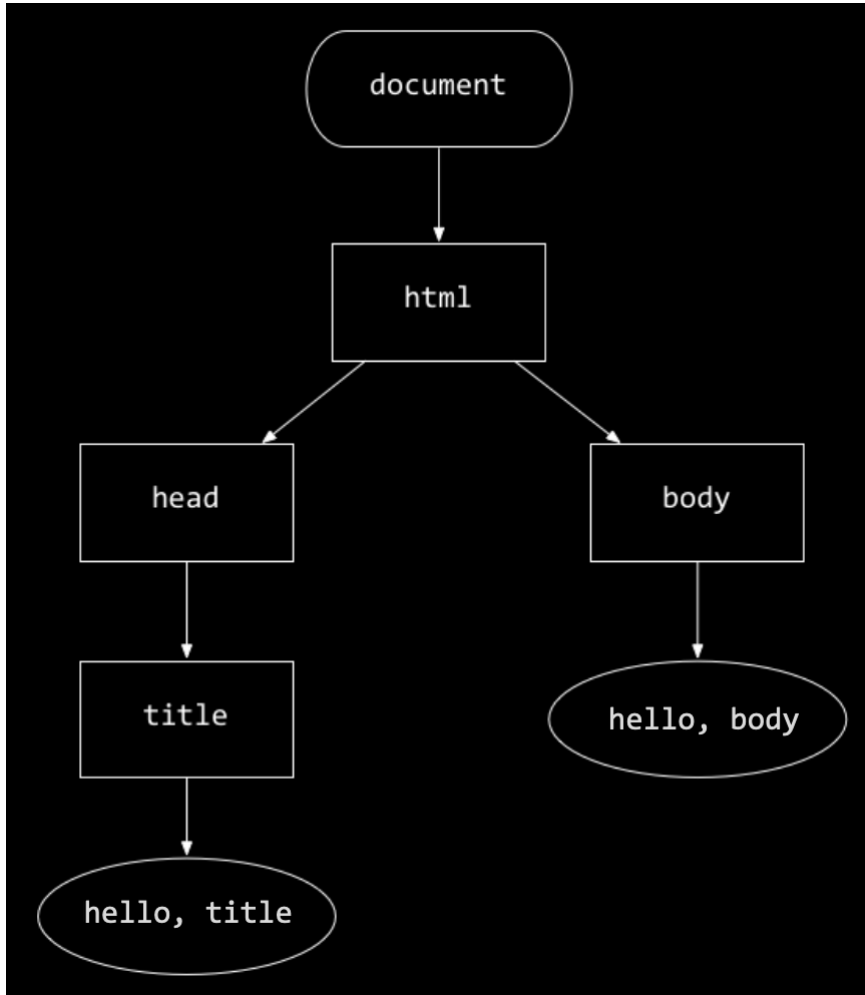 document
html
head
body
title
hello, body
hello, title